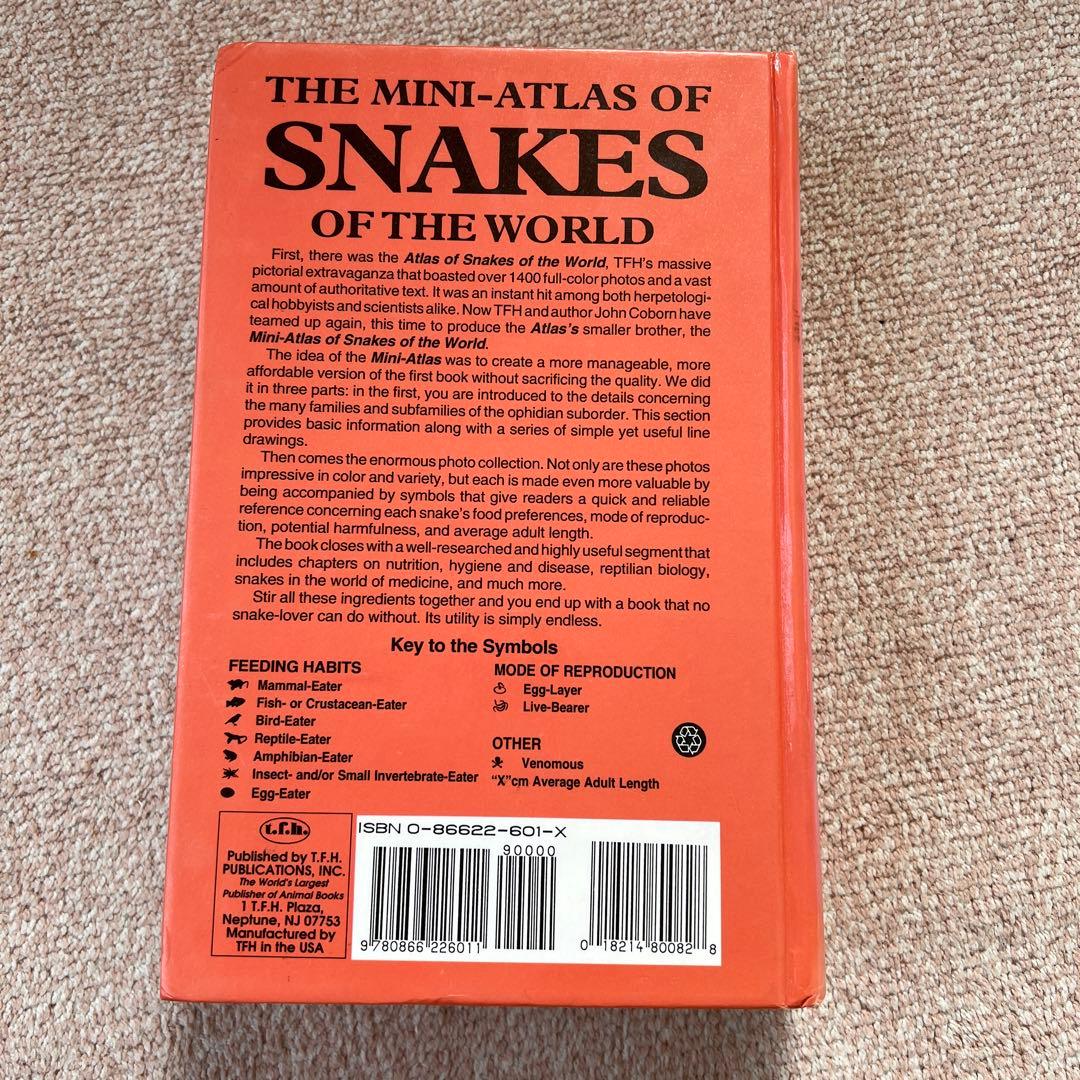 THE MINI-ATLAS OF
SNAKES
OF THE WORLD
First, there was the Atlas of Snakes of the World, TFH's massive
pictorial extravaganza that boasted over 1400 full-color photos and a vast
amount of authoritative text. It was an instant hit among both herpetologi-
cal hobbyists and scientists alike. Now TFH and author John Coborn have
teamed up again, this time to produce the Atlas's smaller brother, the
Mini-Atlas of Snakes of the World.
The idea of the Mini-Atlas was to create a more manageable, more
affordable version of the first book without sacrificing the quality. We did
it in three parts: in the first, you are introduced to the details concerning
the many families and subfamilies of the ophidian suborder. This section
provides basic information along with a series of simple yet useful line
drawings.
Then comes the enormous photo collection. Not only are these photos
impressive in color and variety, but each is made even more valuable by
being accompanied by symbols that give readers a quick and reliable
reference concerning each snake's food preferences, mode of reproduc-
tion, potential harmfulness, and average adult length.
The book closes with a well-researched and highly useful segment that
includes chapters on nutrition, hygiene and disease, reptilian biology,
snakes in the world of medicine, and much more.
Stir all these ingredients together and you end up with a book that no
snake-lover can do without. Its utility is simply endless.
Key to the Symbols
FEEDING HABITS
Mammal-Eater
Fish- or Crustacean-Eater
Bird-Eater
Reptile-Eater
Amphibian-Eater
Insect- and/or Small Invertebrate-Eater
Egg-Eater
MODE OF REPRODUCTION
Egg-Layer
Live-Bearer
OTHER
Venomous
"X"cm Average Adult Length
t.f.h.
Published by T.F.H.
PUBLICATIONS, INC.
The World's Largest
Publisher of Animal Books
1 T.F.H. Plaza,
Neptune, NJ 07753
Manufactured by
TFH in the USA
ISBN 0-86622-601-X
90000
9 780866 226011
0 18214 80082 8